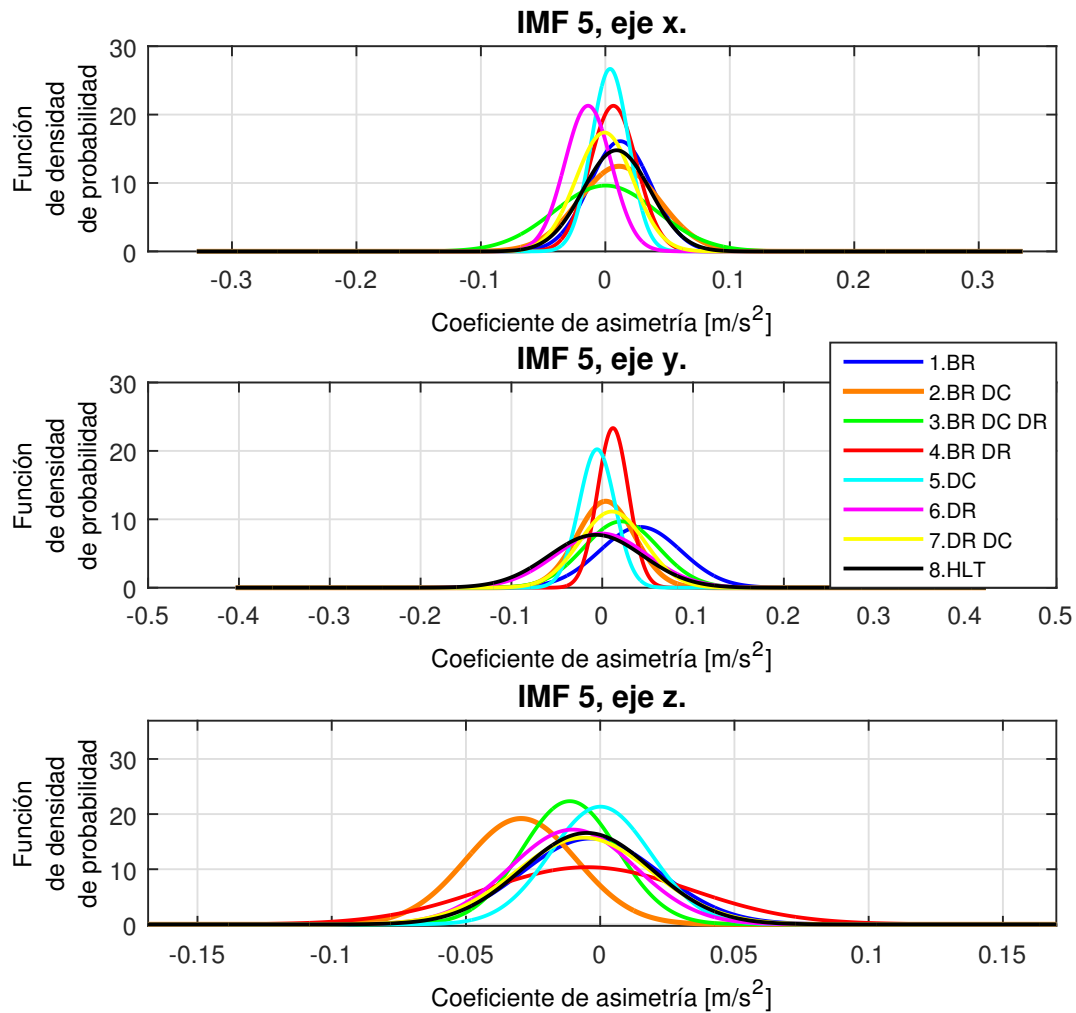 IMF 5, eje x.
Función
de densidad
de probabilidad
30
20
10
0
-0.3 -0.2 -0.1 0 0.1 0.2 0.3
Coeficiente de asimetría [m/s²]
IMF 5, eje y.
Función
de densidad
de probabilidad
30
20
10
0
-0.5 -0.4 -0.3 -0.2 -0.1 0 0.1 0.2 0.3 0.4 0.5
Coeficiente de asimetría [m/s²]
1.BR
2.BR DC
3.BR DC DR
4.BR DR
5.DC
6.DR
7.DR DC
8.HLT
IMF 5, eje z.
Función
de densidad
de probabilidad
30
20
10
0
-0.15 -0.1 -0.05 0 0.05 0.1 0.15
Coeficiente de asimetría [m/s²]